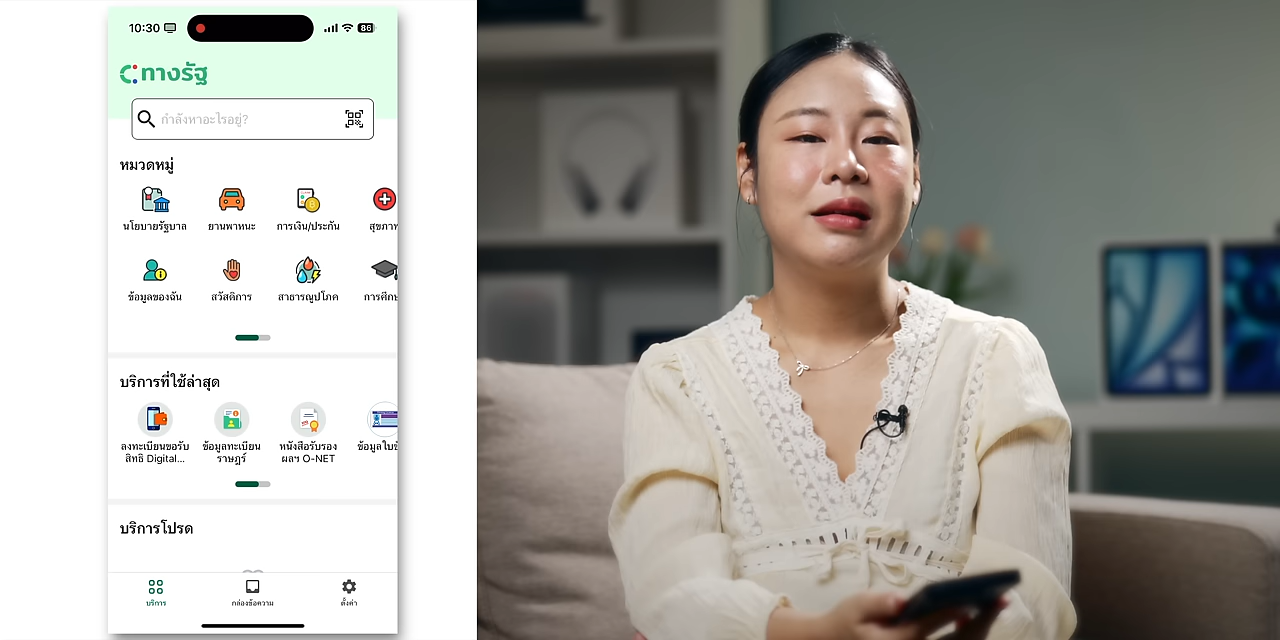 10:30
86
ทางรัฐ
กำลังหาอะไรอยู่?
หมวดหมู่
นโยบายรัฐบาล
ยานพาหนะ
การเงิน/ประกัน
ข้อมูลของฉัน
สวัสดิการ
สาธารณูปโภค
บริการที่ใช้ล่าสุด
ลงทะเบียนขอรับ
สิทธิ Digital...
ข้อมูลทะเบียน
ราษฎร์
หนังสือรับรอง
ผลฯ O-NET
บริการโปรด
บริการ
กล่องข้อความ
ตั้งค่า